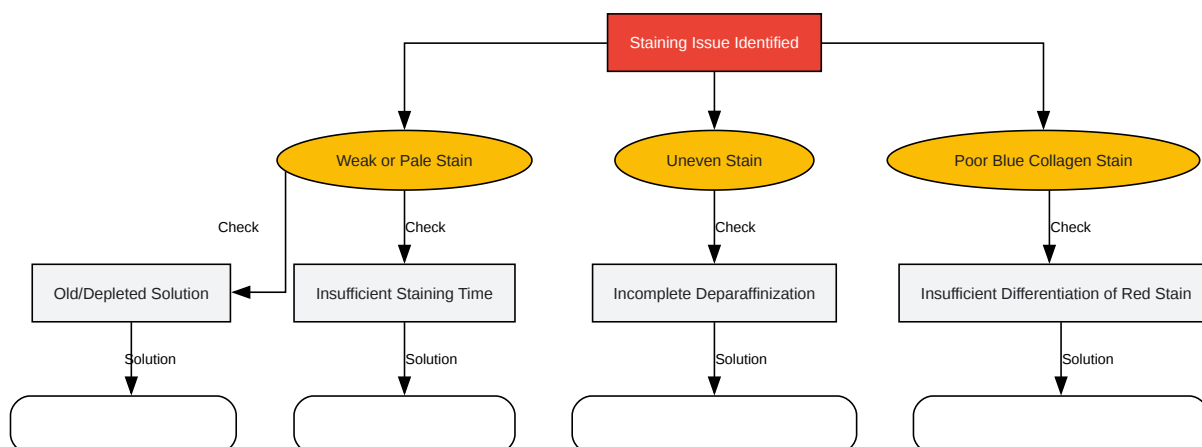 Staining Issue Identified
Weak or Pale Stain
Uneven Stain
Poor Blue Collagen Stain
Check
Check
Check
Check
Old/Depleted Solution
Insufficient Staining Time
Incomplete Deparaffinization
Insufficient Differentiation of Red Stain
Solution
Solution
Solution
Solution